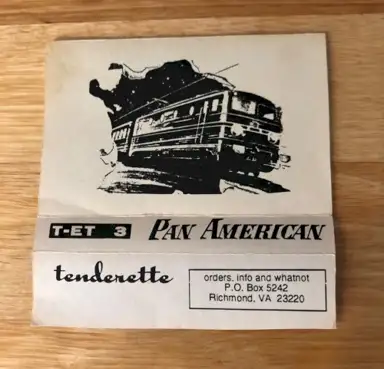 T-ET 3 PAN AMERICAN
tenderette
orders, info and whatnot
P.O. Box 5242
Richmond, VA 23220